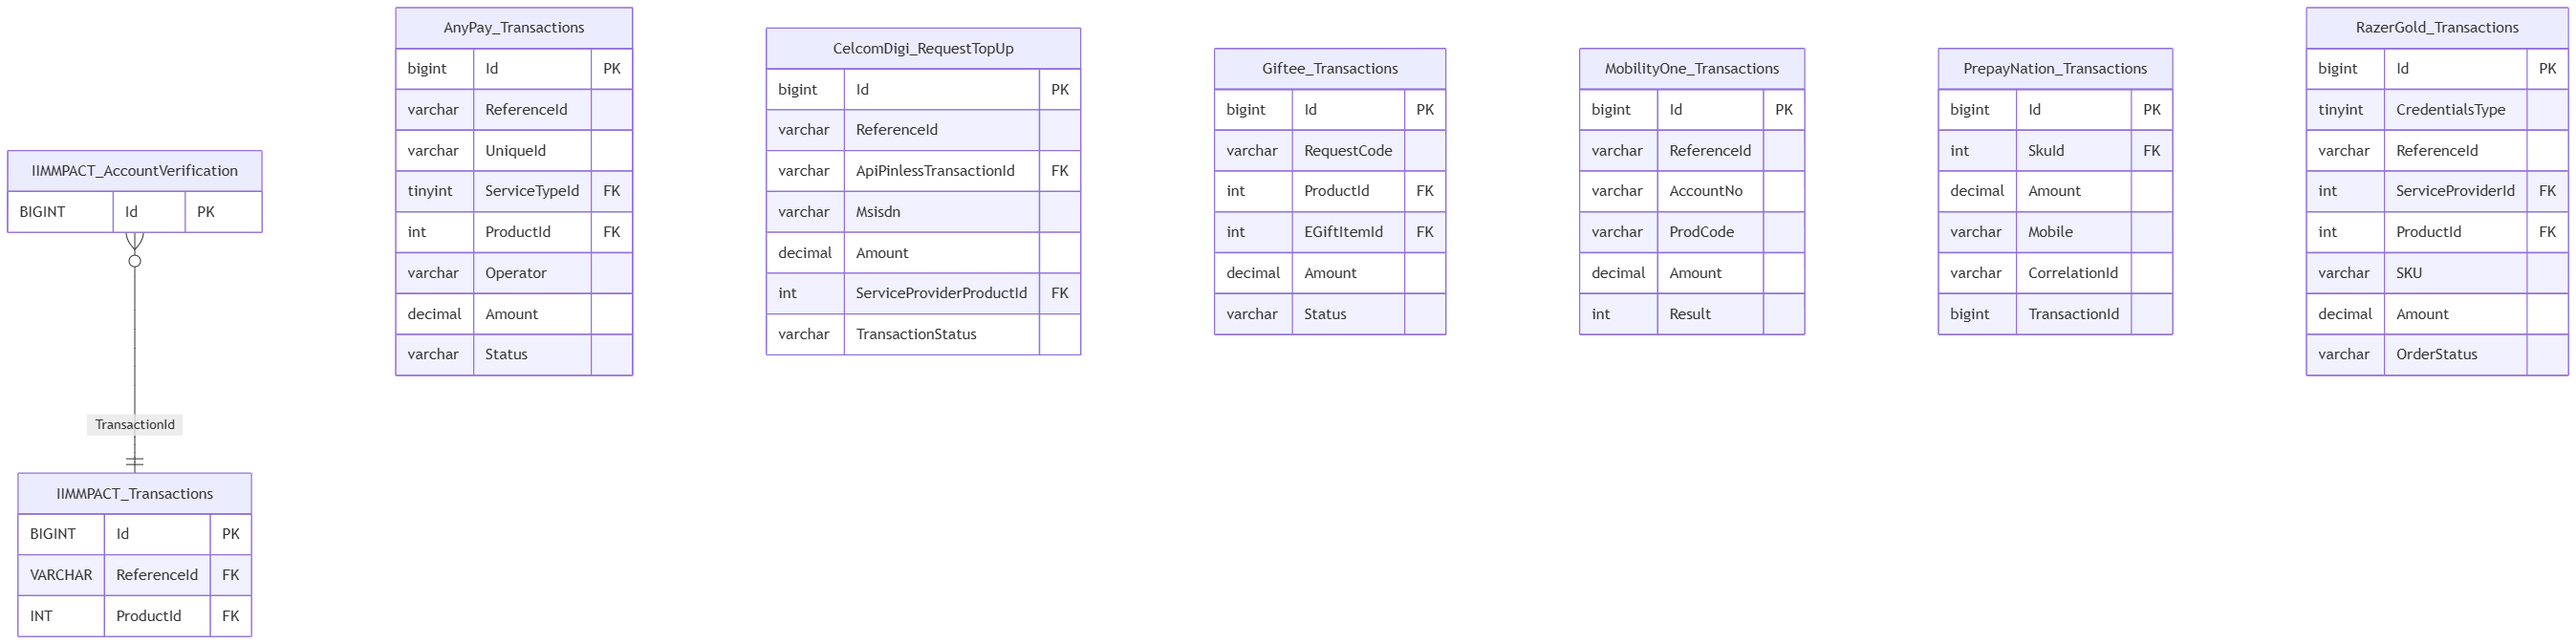 IIMMPACT_AccountVerification
BIGINT Id PK
TransactionId
IIMMPACT_Transactions
BIGINT Id PK
VARCHAR ReferenceId FK
INT ProductId FK
AnyPay_Transactions
bigint Id PK
varchar ReferenceId
varchar UniqueId
tinyint ServiceTypeId FK
int ProductId FK
varchar Operator
decimal Amount
varchar Status
CelcomDigi_RequestTopUp
bigint Id PK
varchar ReferenceId
varchar ApiPinlessTransactionId FK
varchar Msisdn
decimal Amount
int ServiceProviderProductId FK
varchar TransactionStatus
Giftee_Transactions
bigint Id PK
varchar RequestCode
int ProductId FK
int EGiftItemId FK
decimal Amount
varchar Status
MobilityOne_Transactions
bigint Id PK
varchar ReferenceId
varchar AccountNo
varchar ProdCode
decimal Amount
int Result
PrepayNation_Transactions
bigint Id PK
int SkuId FK
decimal Amount
varchar Mobile
varchar CorrelationId
bigint TransactionId
RazerGold_Transactions
bigint Id PK
tinyint CredentialsType
varchar ReferenceId
int ServiceProviderId FK
int ProductId FK
varchar SKU
decimal Amount
varchar OrderStatus